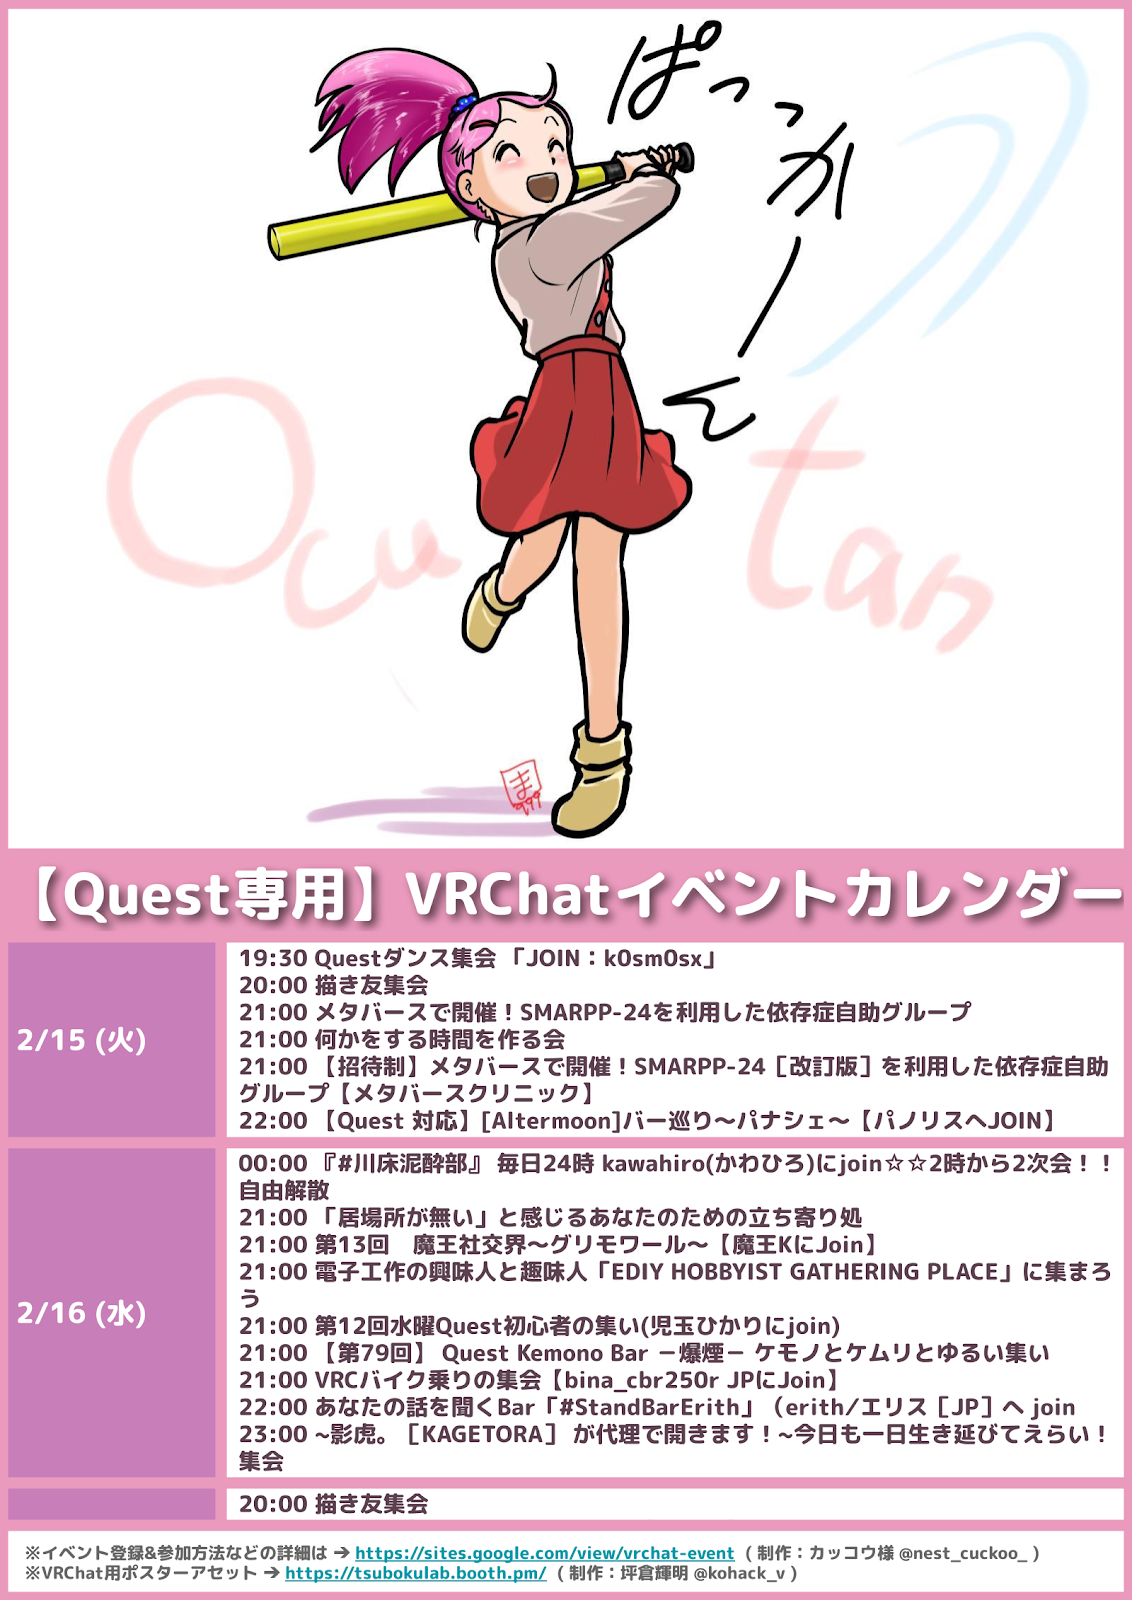 ぱっっかーん
Ocutan
ま
999
【Quest専用】VRChatイベントカレンダー
2/15 (火)
19:30 Questダンス集会 「JOIN：k0sm0sx」
20:00 描き友集会
21:00 メタバースで開催！SMARPP-24を利用した依存症自助グループ
21:00 何かをする時間を作る会
21:00 【招待制】メタバースで開催！SMARPP-24［改訂版］を利用した依存症自助
グループ【メタバースクリニック】
22:00 【Quest 対応】[Altermoon]バー巡り～パナシェ～【パノリスへJOIN】
2/16 (水)
00:00 『#川床泥酔部』 毎日24時 kawahiro(かわひろ)にjoin☆☆2時から2次会！！
自由解散
21:00 「居場所が無い」と感じるあなたのための立ち寄り処
21:00 第13回　魔王社交界～グリモワール～【魔王KにJoin】
21:00 電子工作の興味人と趣味人「EDIY HOBBYIST GATHERING PLACE」に集まろ
う
21:00 第12回水曜Quest初心者の集い(児玉ひかりにjoin)
21:00 【第79回】 Quest Kemono Bar －爆煙－ ケモノとケムリとゆるい集い
21:00 VRCバイク乗りの集会【bina_cbr250r JPにJoin】
22:00 あなたの話を聞くBar「#StandBarErith」（erith/エリス［JP］へ join
23:00 ~影虎。［KAGETORA］ が代理で開きます！~今日も一日生き延びてえらい！
集会
20:00 描き友集会
※イベント登録&参加方法などの詳細は ➔ https://sites.google.com/view/vrchat-event （制作：カッコウ様 @nest_cuckoo_ ）
※VRChat用ポスターアセット ➔ https://tsubokulab.booth.pm/ （制作：坪倉輝明 @kohack_v ）